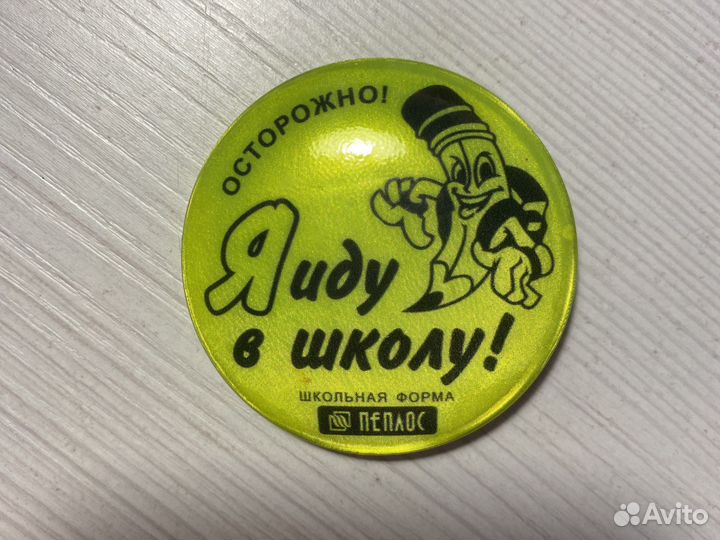 ОСТОРОЖНО!
Я иду
в школу!
ШКОЛЬНАЯ ФОРМА
ПЕПЛОС
Avito